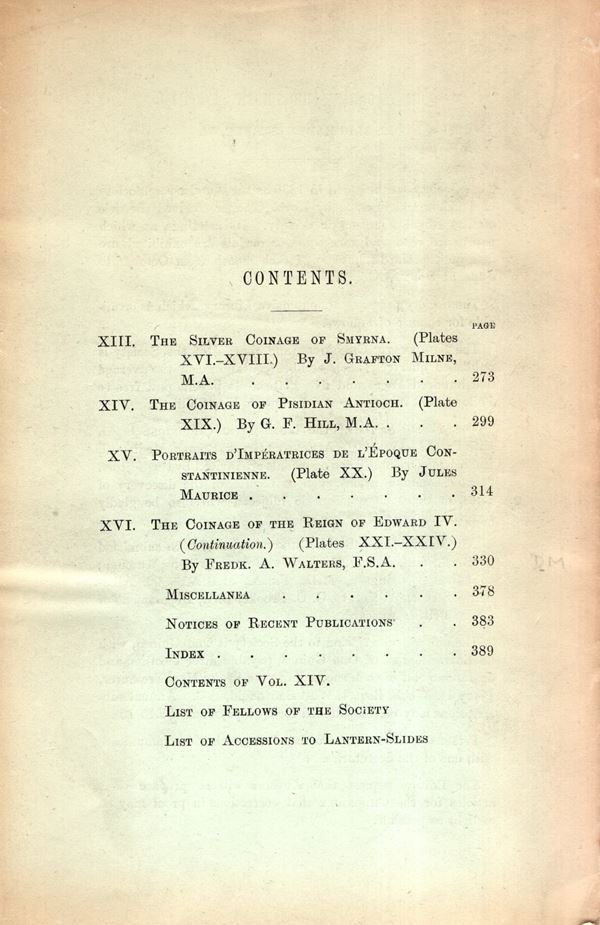 CONTENTS.
PAGE
XIII. The Silver Coinage of Smyrna. (Plates
XVI.–XVIII.) By J. Grafton Milne,
M.A. . . . . . . . 273
XIV. The Coinage of Pisidian Antioch. (Plate
XIX.) By G. F. Hill, M.A. . . . 299
XV. Portraits d'Impératrices de l'Époque Con-
stantinienne. (Plate XX.) By Jules
Maurice . . . . . . . 314
XVI. The Coinage of the Reign of Edward IV.
(Continuation.) (Plates XXI.–XXIV.)
By Fredk. A. Walters, F.S.A. . . 330
Miscellanea . . . . . . 378
Notices of Recent Publications . . 383
Index . . . . . . . . 389
Contents of Vol. XIV.
List of Fellows of the Society
List of Accessions to Lantern-Slides